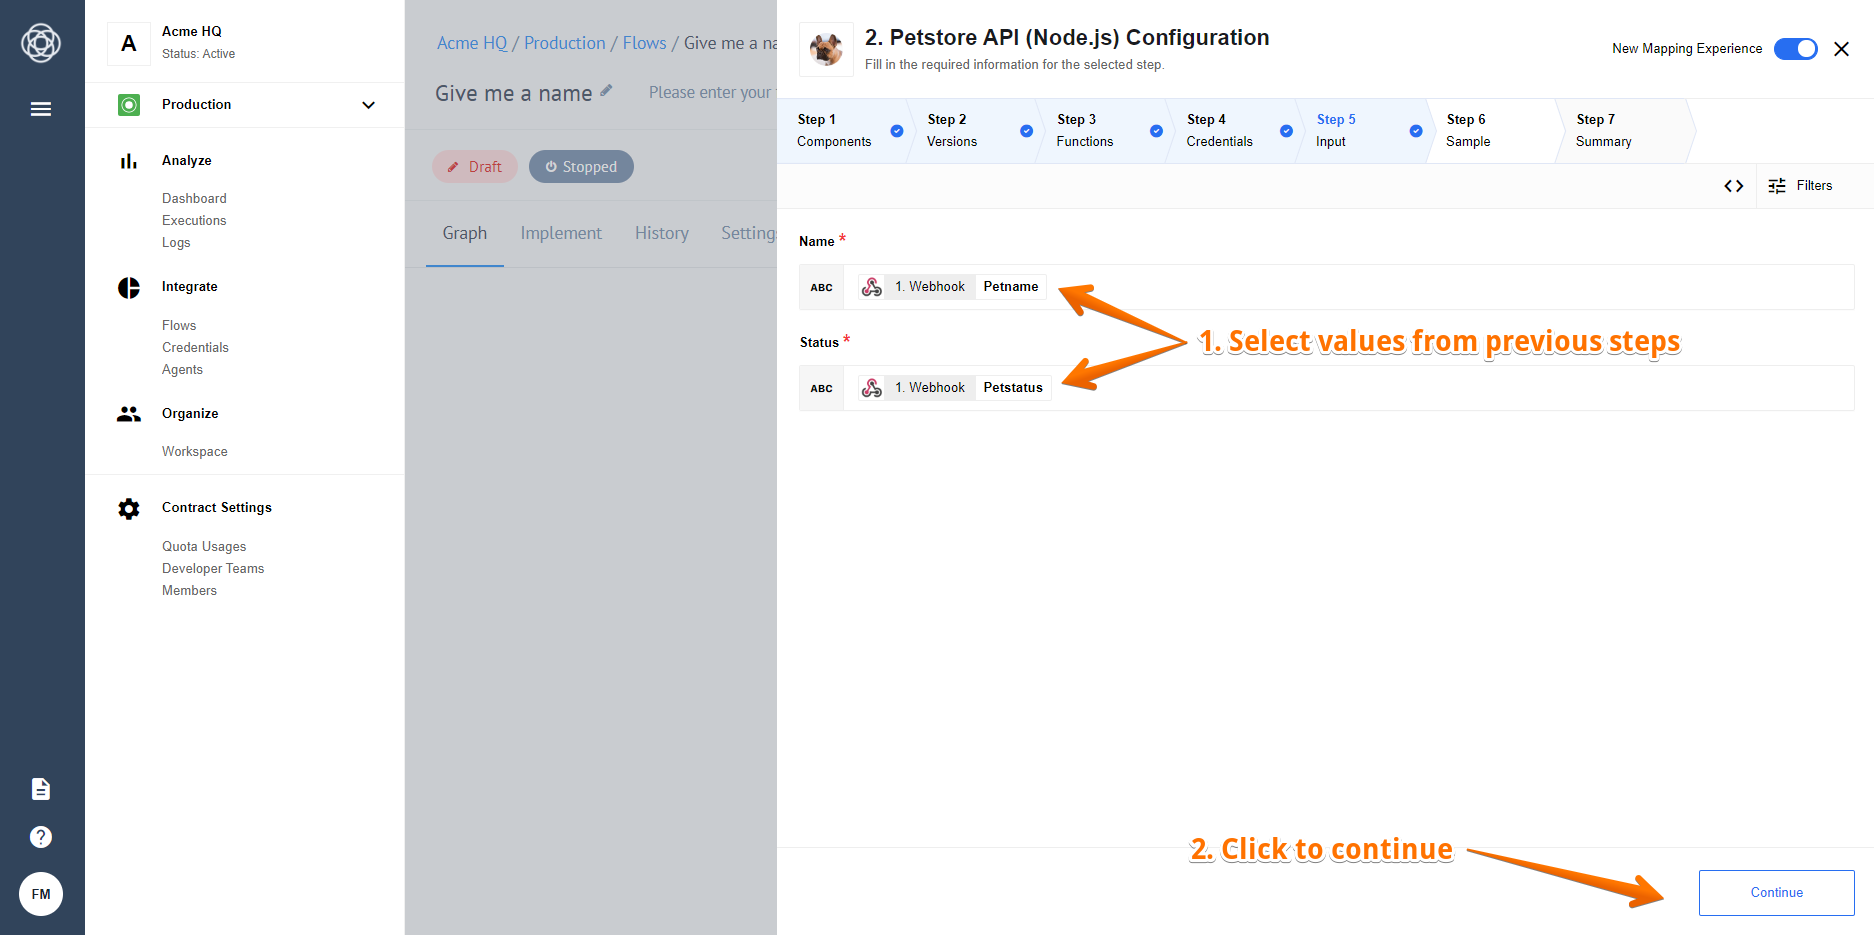 A
Acme HQ
Status: Active
Production
Analyze
Dashboard
Executions
Logs
Integrate
Flows
Credentials
Agents
Organize
Workspace
Contract Settings
Quota Usages
Developer Teams
Members
FM
Acme HQ / Production / Flows / Give me a na
Give me a name
Please enter your
Draft
Stopped
Graph
Implement
History
Setting
2. Petstore API (Node.js) Configuration
Fill in the required information for the selected step.
New Mapping Experience
Step 1
Components
Step 2
Versions
Step 3
Functions
Step 4
Credentials
Step 5
Input
Step 6
Sample
Step 7
Summary
Filters
Name *
ABC
1. Webhook
Petname
1. Select values from previous steps
Status *
ABC
1. Webhook
Petstatus
2. Click to continue
Continue